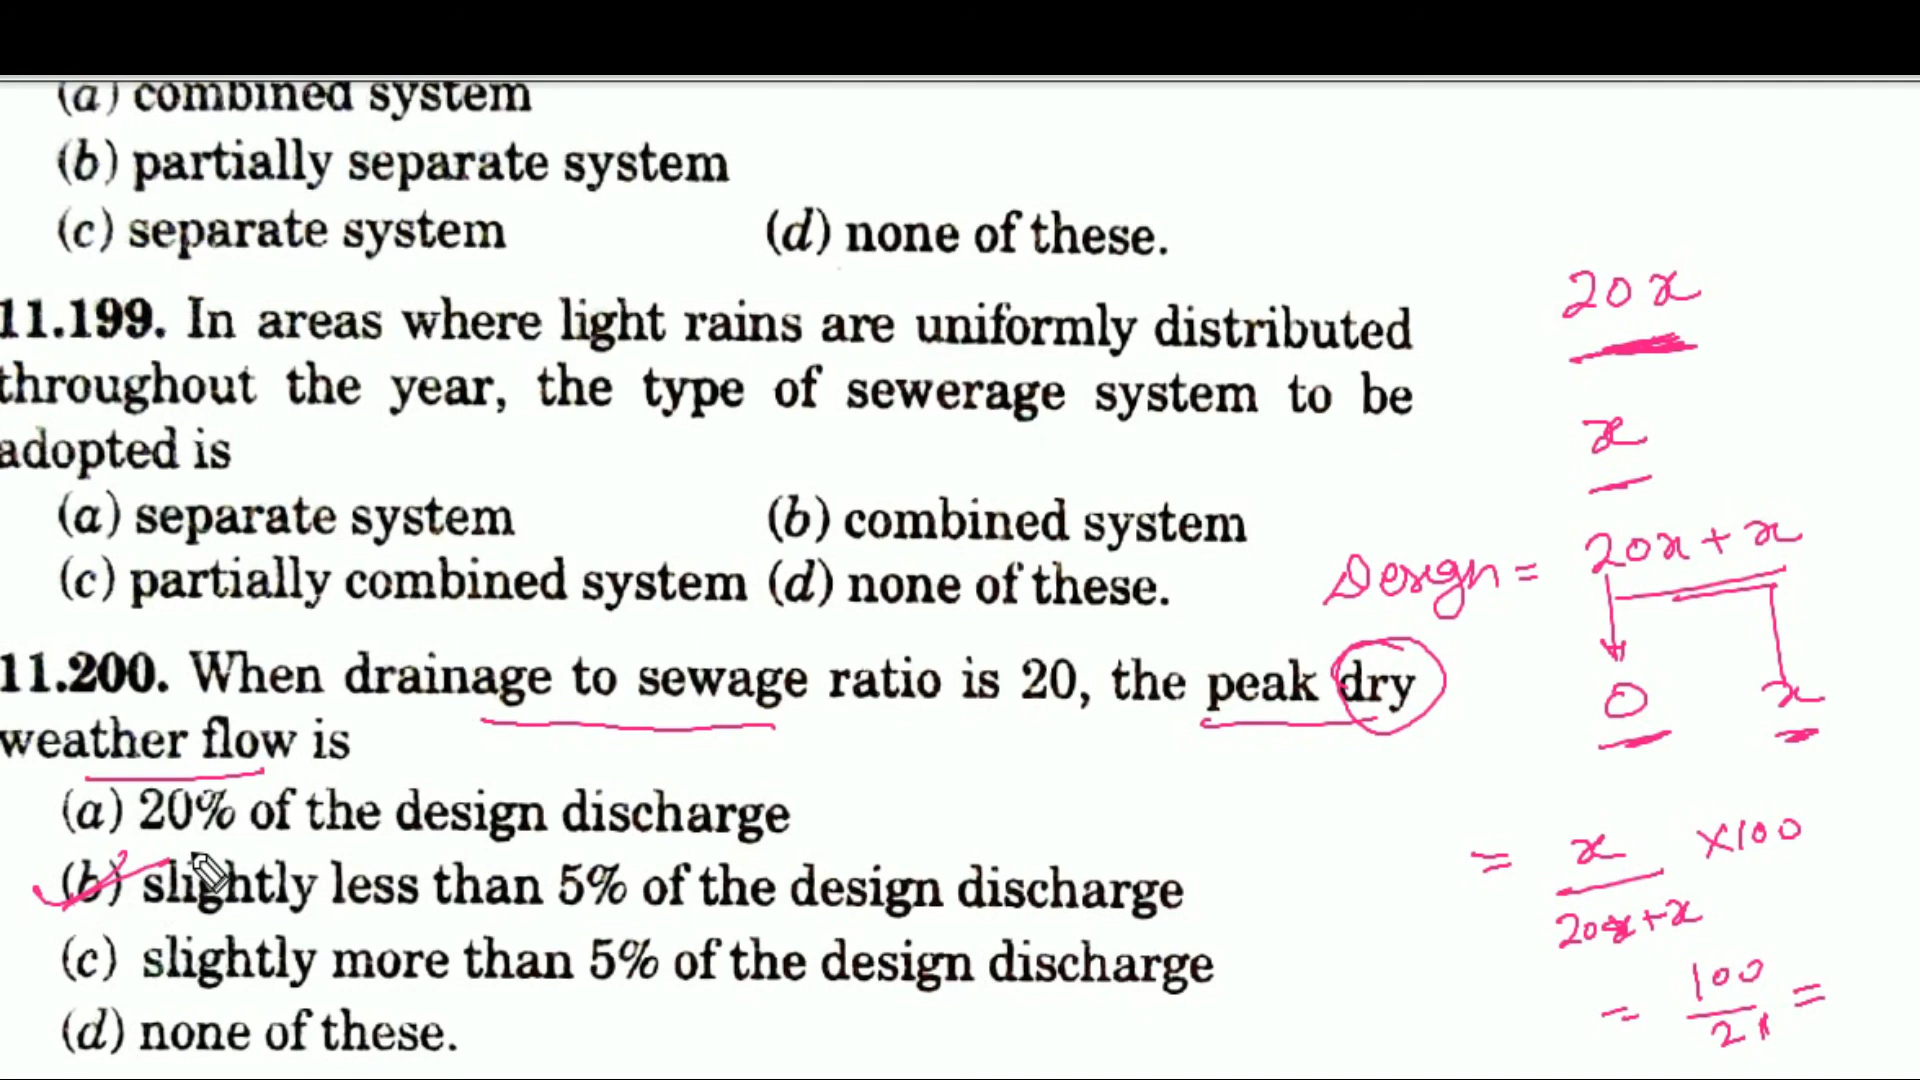 (a) combined system
(b) partially separate system
(c) separate system (d) none of these.
11.199. In areas where light rains are uniformly distributed
throughout the year, the type of sewerage system to be
adopted is
(a) separate system (b) combined system
(c) partially combined system (d) none of these.
11.200. When drainage to sewage ratio is 20, the peak dry
weather flow is
(a) 20% of the design discharge
(b) slightly less than 5% of the design discharge
(c) slightly more than 5% of the design discharge
(d) none of these.
20x
x
Design = 20x + x
0 x
= x × 100
20x + x
= 100 =
21